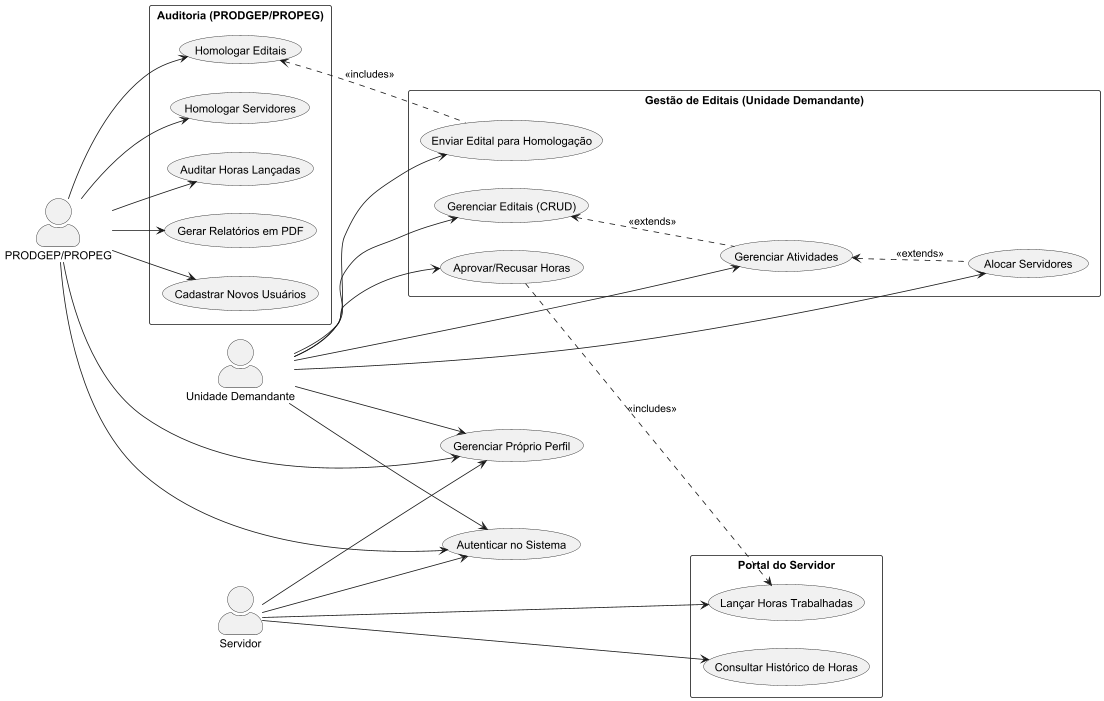 Auditoria (PRODGEP/PROPEG)
Homologar Editais
«includes»
Gestão de Editais (Unidade Demandante)
Homologar Servidores
Enviar Edital para Homologação
Auditar Horas Lançadas
Gerenciar Editais (CRUD)
«extends»
Gerar Relatórios em PDF
PRODGEP/PROPEG
Gerenciar Atividades
«extends»
Alocar Servidores
Aprovar/Recusar Horas
Cadastrar Novos Usuários
Unidade Demandante
«includes»
Gerenciar Próprio Perfil
Autenticar no Sistema
Portal do Servidor
Lançar Horas Trabalhadas
Servidor
Consultar Histórico de Horas